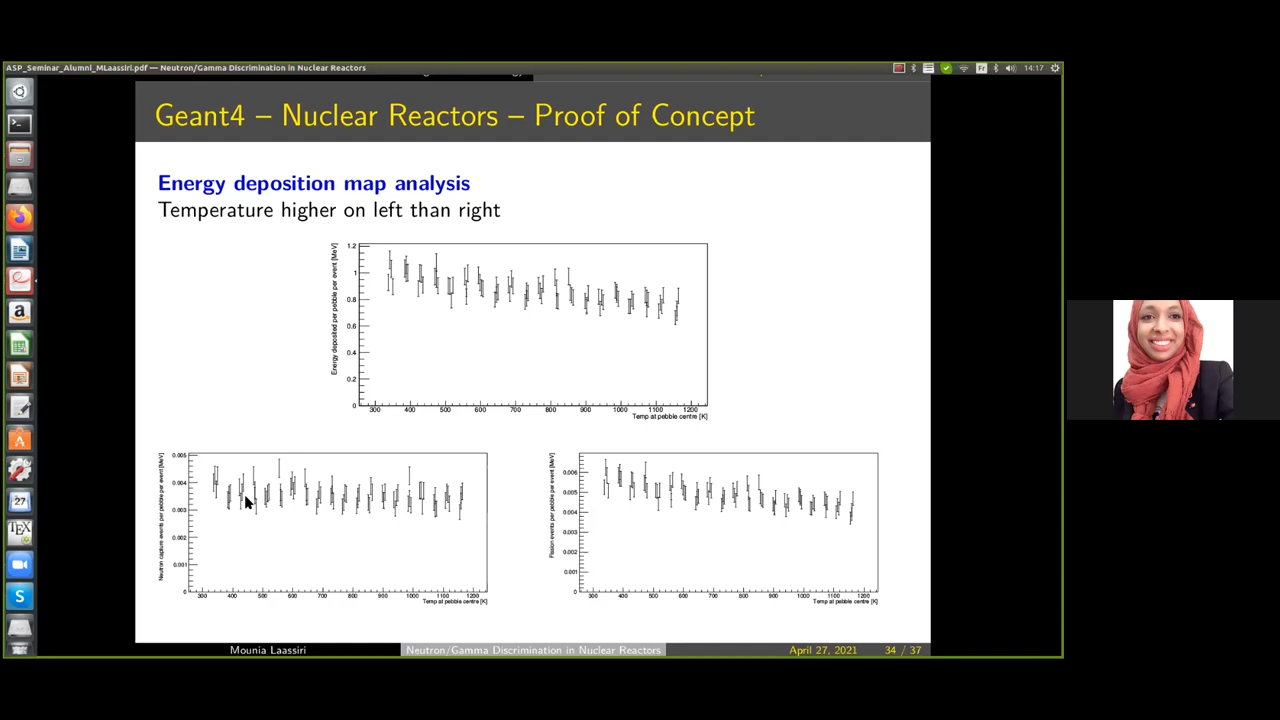 ASP_Seminar_Alumni_MLaassiri.pdf — Neutron/Gamma Discrimination in Nuclear Reactors
Fr
14:17
Geant4 – Nuclear Reactors – Proof of Concept
Energy deposition map analysis
Temperature higher on left than right
Energy deposited per pebble per event [MeV]
1.2
1
0.8
0.6
0.4
0.2
0
300 400 500 600 700 800 900 1000 1100 1200
Temp at pebble centre [K]
Neutron capture events per pebble per event [MeV]
0.005
0.004
0.003
0.002
0.001
0
300 400 500 600 700 800 900 1000 1100 1200
Temp at pebble centre [K]
Fission events per pebble per event [MeV]
0.006
0.005
0.004
0.003
0.002
0.001
0
300 400 500 600 700 800 900 1000 1100 1200
Temp at pebble centre [K]
27
TEX
Mounia Laassiri
Neutron/Gamma Discrimination in Nuclear Reactors
April 27, 2021
34 / 37